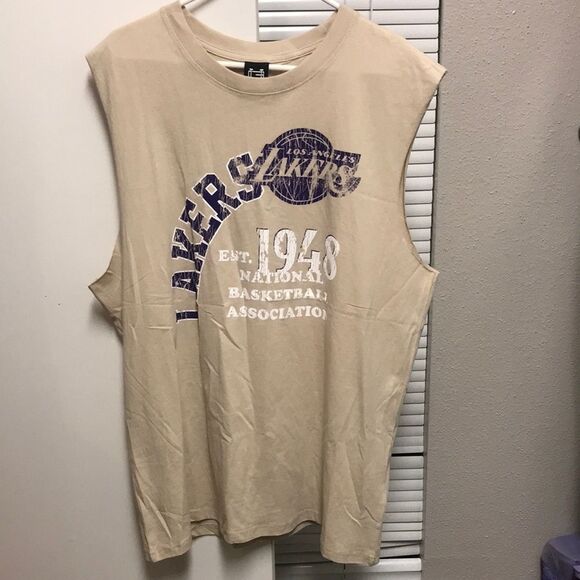 LAKERS
LOS ANGELES
LAKERS
EST. 1948
NATIONAL
BASKETBALL
ASSOCIATION